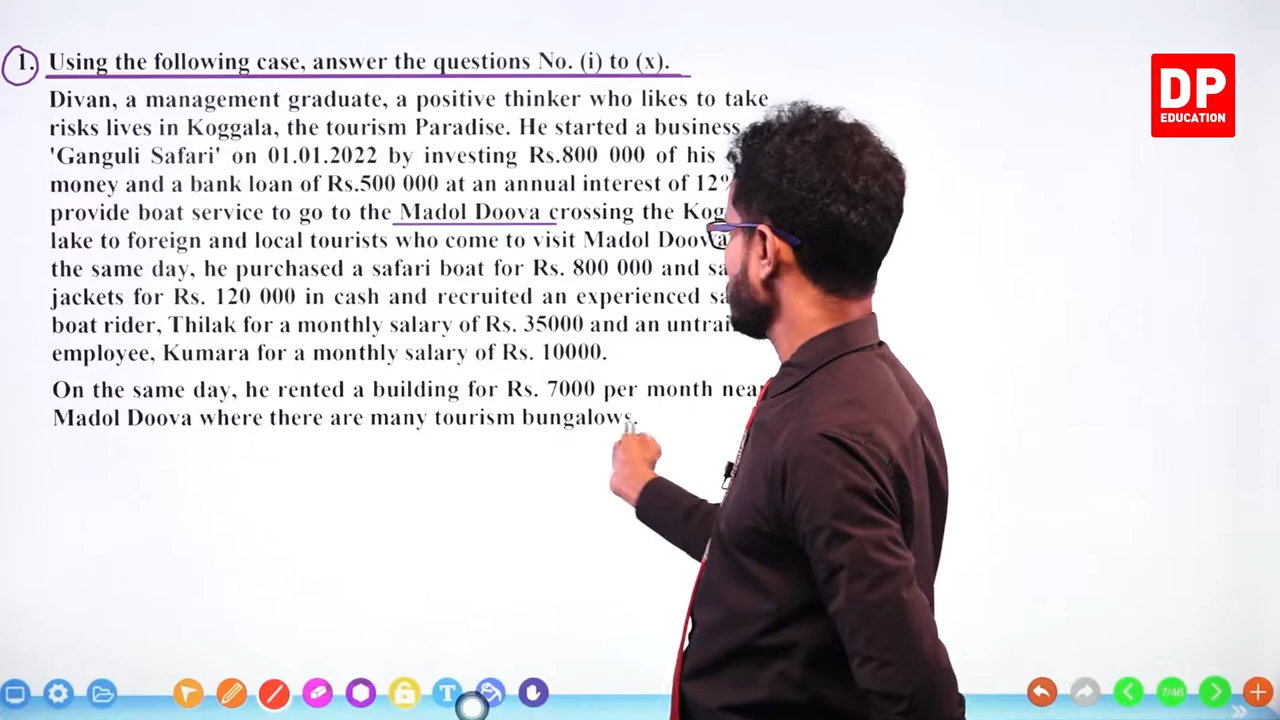 1. Using the following case, answer the questions No. (i) to (x).
Divan, a management graduate, a positive thinker who likes to take
risks lives in Koggala, the tourism Paradise. He started a business
'Ganguli Safari' on 01.01.2022 by investing Rs.800 000 of his
money and a bank loan of Rs.500 000 at an annual interest of 12%
provide boat service to go to the Madol Doova crossing the
lake to foreign and local tourists who come to visit Madol Doova
the same day, he purchased a safari boat for Rs. 800 000 and
jackets for Rs. 120 000 in cash and recruited an experienced
boat rider, Thilak for a monthly salary of Rs. 35000 and an
employee, Kumara for a monthly salary of Rs. 10000.
On the same day, he rented a building for Rs. 7000 per month near
Madol Doova where there are many tourism bungalows.
DP
EDUCATION
T
7/46